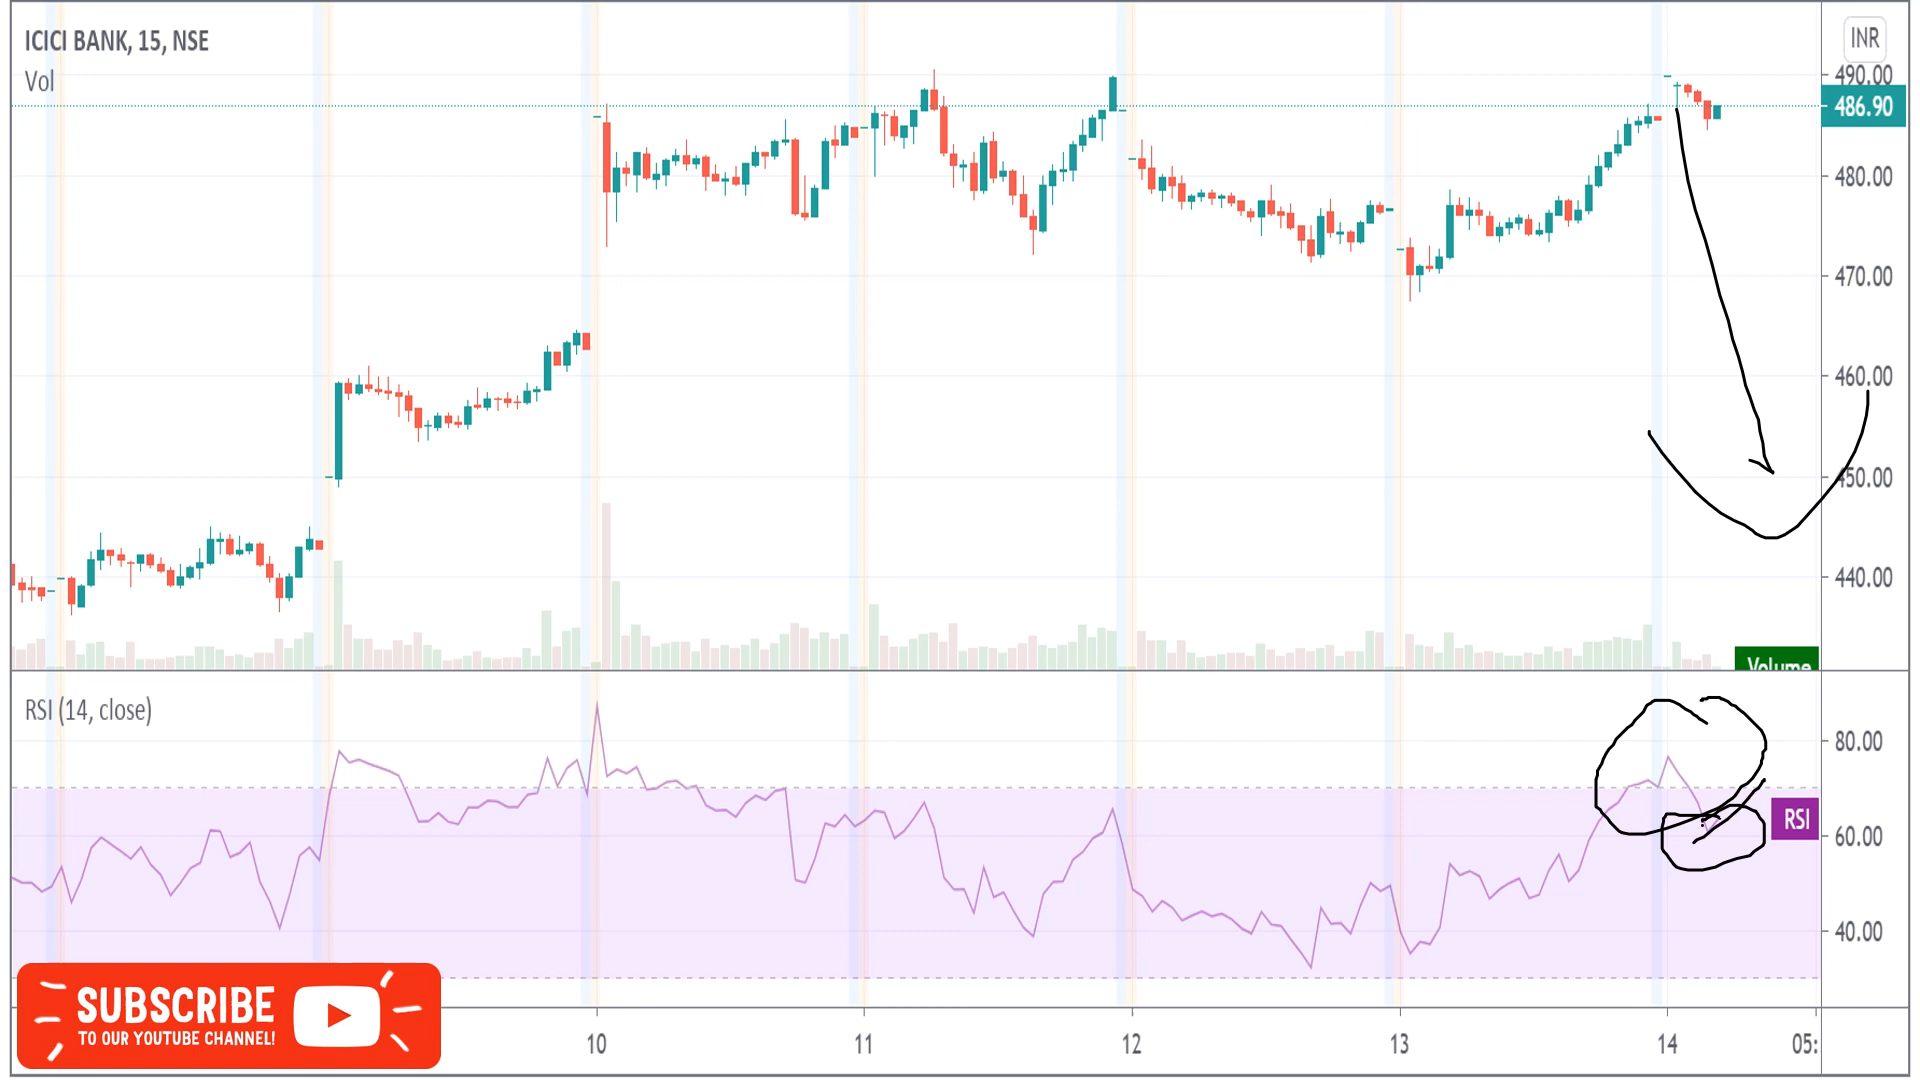 ICICI BANK, 15, NSE
Vol
INR
490.00
486.90
480.00
470.00
460.00
450.00
440.00
Volume
RSI (14, close)
80.00
RSI
60.00
40.00
SUBSCRIBE
TO OUR YOUTUBE CHANNEL!
10 11 12 13 14 05: